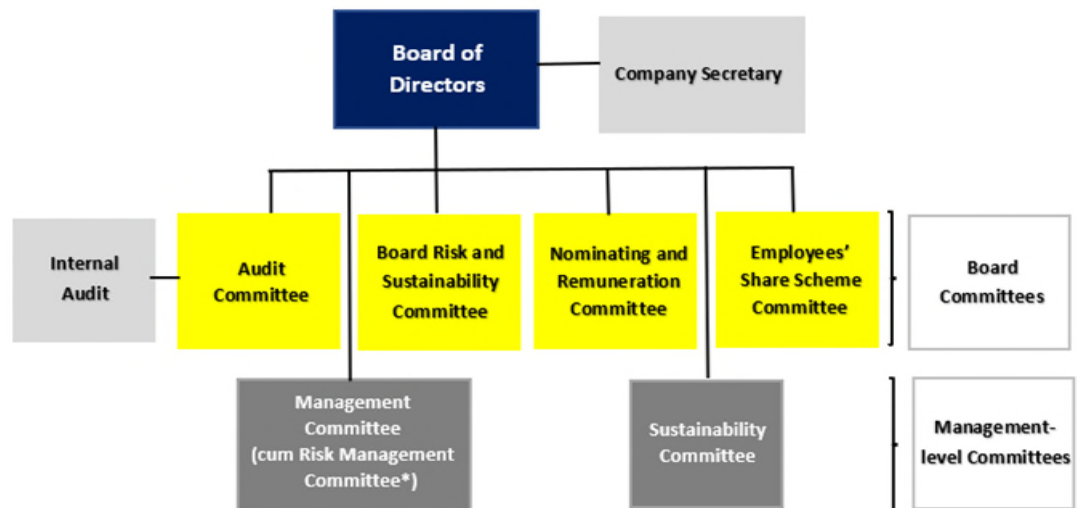 Board of
Directors
Company Secretary
Internal
Audit
Audit
Committee
Board Risk and
Sustainability
Committee
Nominating and
Remuneration
Committee
Employees’
Share Scheme
Committee
Board
Committees
Management
Committee
(cum Risk Management
Committee*)
Sustainability
Committee
Management-
level Committees